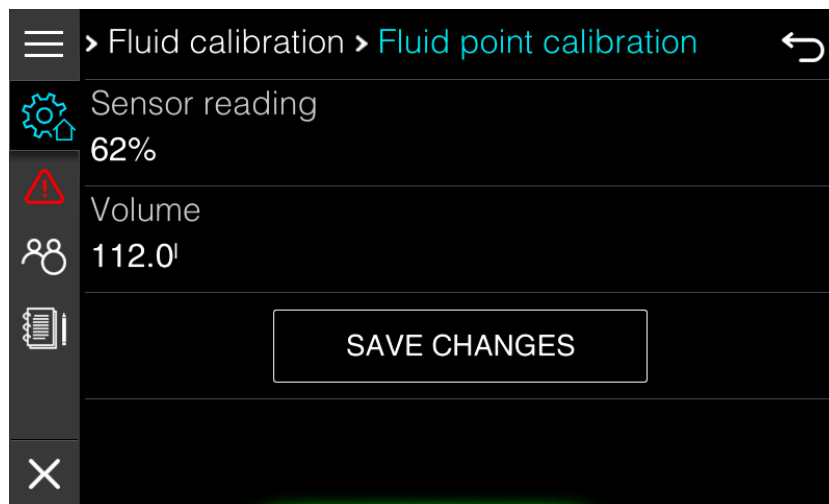 > Fluid calibration > Fluid point calibration
Sensor reading
62%
Volume
112.0l
SAVE CHANGES